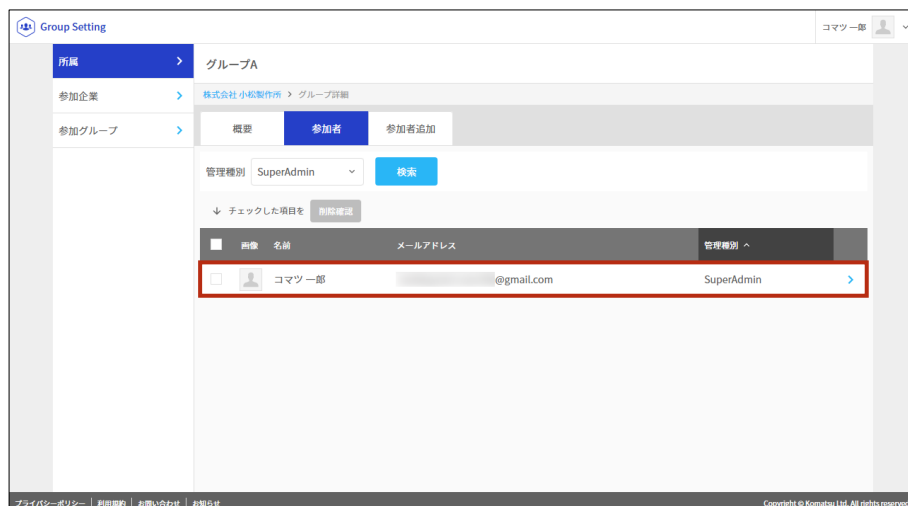 Group Setting
コマツ 一郎
所属
参加企業
参加グループ
グループA
株式会社 小松製作所 > グループ詳細
概要 参加者 参加者追加
管理種別 SuperAdmin 検索
↓ チェックした項目を 削除確認
画像 名前 メールアドレス 管理種別
コマツ 一郎 @gmail.com SuperAdmin
プライバシーポリシー | 利用規約 | お問い合わせ | お知らせ
Copyright © Komatsu Ltd. All rights reserved